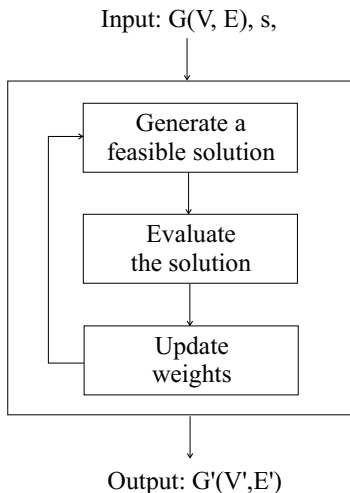 Input: G(V, E), s,
Generate a
feasible solution
Evaluate
the solution
Update
weights
Output: G'(V',E')